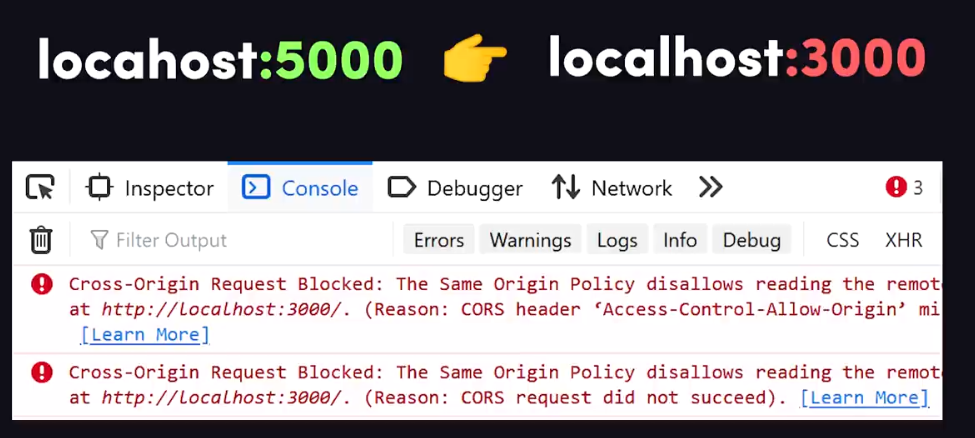 locahost:5000 👉 localhost:3000
Inspector Console Debugger Network 3
Filter Output Errors Warnings Logs Info Debug CSS XHR
Cross-Origin Request Blocked: The Same Origin Policy disallows reading the
at http://localhost:3000/. (Reason: CORS header ‘Access-Control-Allow-Origin’
[Learn More]
Cross-Origin Request Blocked: The Same Origin Policy disallows reading the
at http://localhost:3000/. (Reason: CORS request did not succeed). [Learn More]